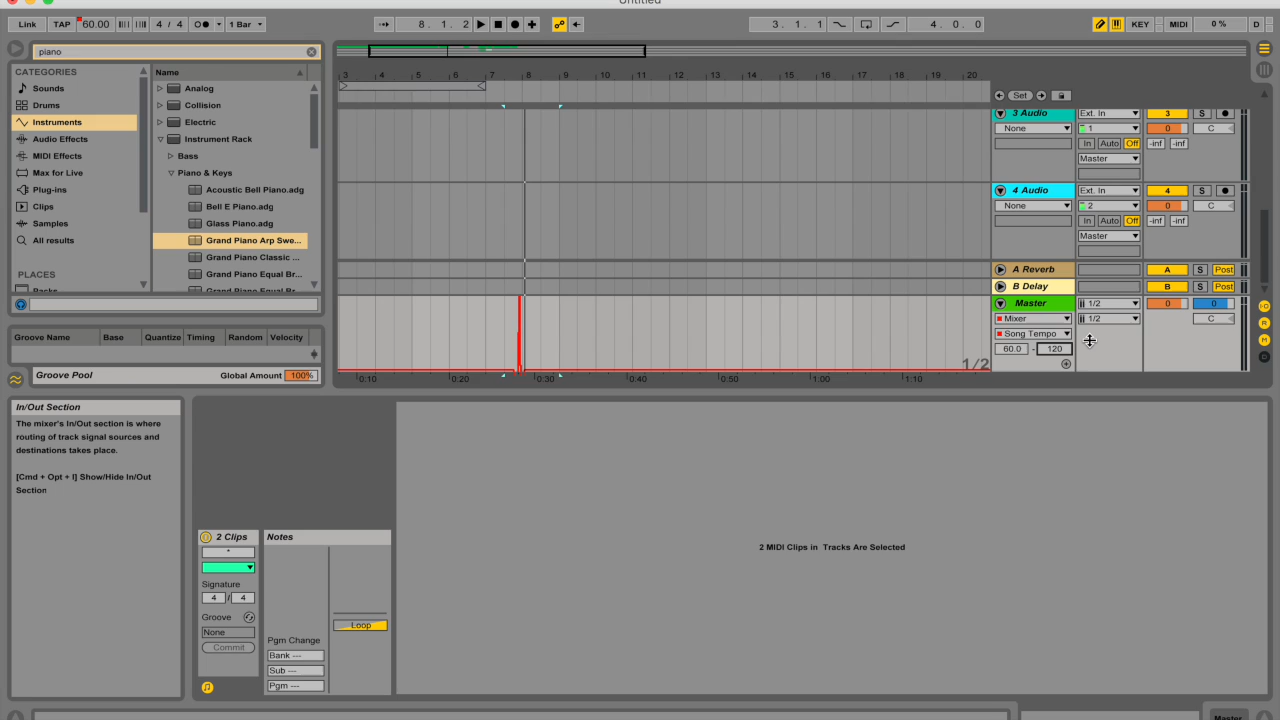 Untitled
Link TAP 60.00 4 / 4 1 Bar 8. 1. 2 3. 1. 1 4. 0. 0 KEY MIDI 0 % D
piano
CATEGORIES
Sounds
Drums
Instruments
Audio Effects
MIDI Effects
Max for Live
Plug-ins
Clips
Samples
All results
PLACES
Packs
Name
Analog
Collision
Electric
Instrument Rack
Bass
Piano & Keys
Acoustic Bell Piano.adg
Bell E Piano.adg
Glass Piano.adg
Grand Piano Arp Swe...
Grand Piano Classic ...
Grand Piano Equal Br...
Grand Piano Equal Br...
Groove Name Base Quantize Timing Random Velocity
Groove Pool Global Amount 100%
3 4 5 6 7 8 9 10 11 12 13 14 15 16 17 18 19 20
Set
3 Audio Ext. In 3 S
None 1 0 C
In Auto Off -inf -inf
Master
4 Audio Ext. In 4 S
None 2 0 C
In Auto Off -inf -inf
Master
A Reverb A S Post
B Delay B S Post
Master 1/2 0 0
Mixer 1/2 C
Song Tempo
60.0 - 120
1/2
0:10 0:20 0:30 0:40 0:50 1:00 1:10
In/Out Section
The mixer's In/Out section is where
routing of track signal sources and
destinations takes place.
[Cmd + Opt + I] Show/Hide In/Out
Section
2 Clips
*
Signature
4 / 4
Groove
None
Commit
Notes
Loop
Pgm Change
Bank ---
Sub ---
Pgm ---
2 MIDI Clips in Tracks Are Selected
Master